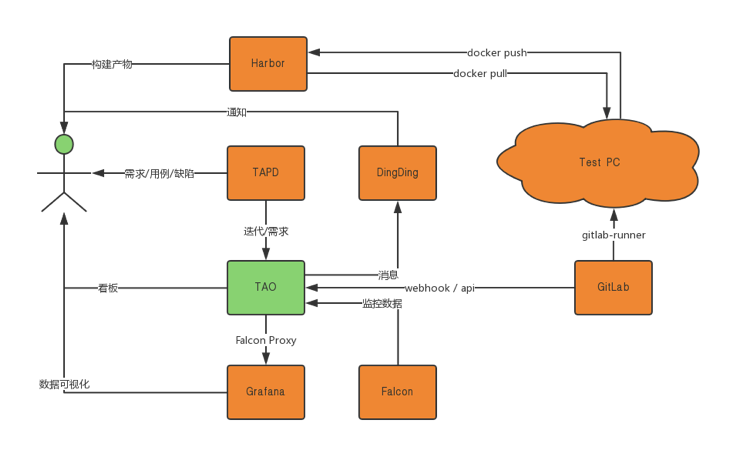 docker push
Harbor
构建产物
docker pull
通知
Test PC
TAPD
DingDing
需求/用例/缺陷
迭代/需求
gitlab-runner
消息
TAO
看板
webhook / api
GitLab
监控数据
Falcon Proxy
数据可视化
Grafana
Falcon